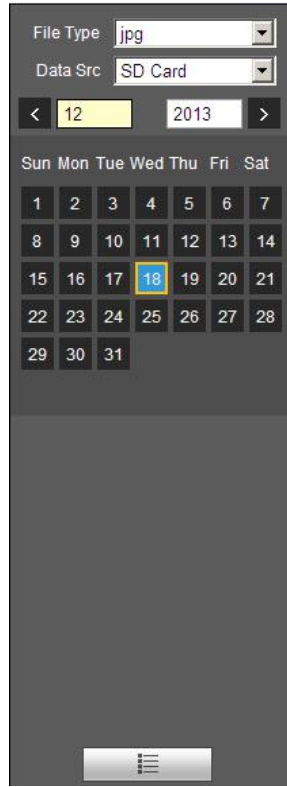 File Type jpg
Data Src SD Card
< 12 2013 >
Sun Mon Tue Wed Thu Fri Sat
1 2 3 4 5 6 7
8 9 10 11 12 13 14
15 16 17 18 19 20 21
22 23 24 25 26 27 28
29 30 31